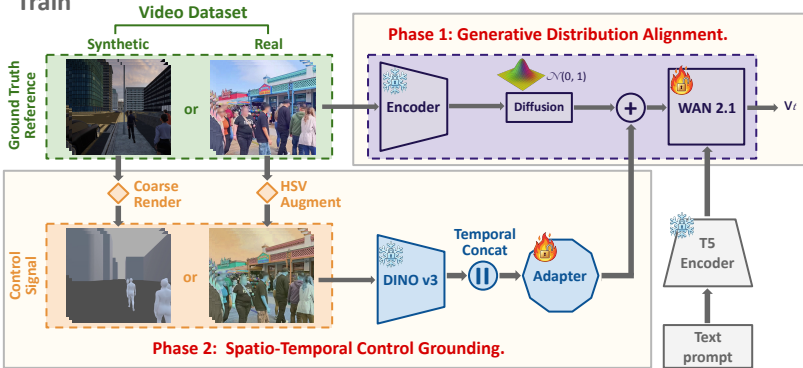 Train
Video Dataset
Synthetic
Real
Phase 1: Generative Distribution Alignment.
Ground Truth
Reference
or
Encoder
𝒩(0, 1)
Diffusion
+
WAN 2.1
Vₜ
Coarse
Render
HSV
Augment
Control
Signal
or
DINO v3
Temporal
Concat
Adapter
T5
Encoder
Text
prompt
Phase 2: Spatio-Temporal Control Grounding.